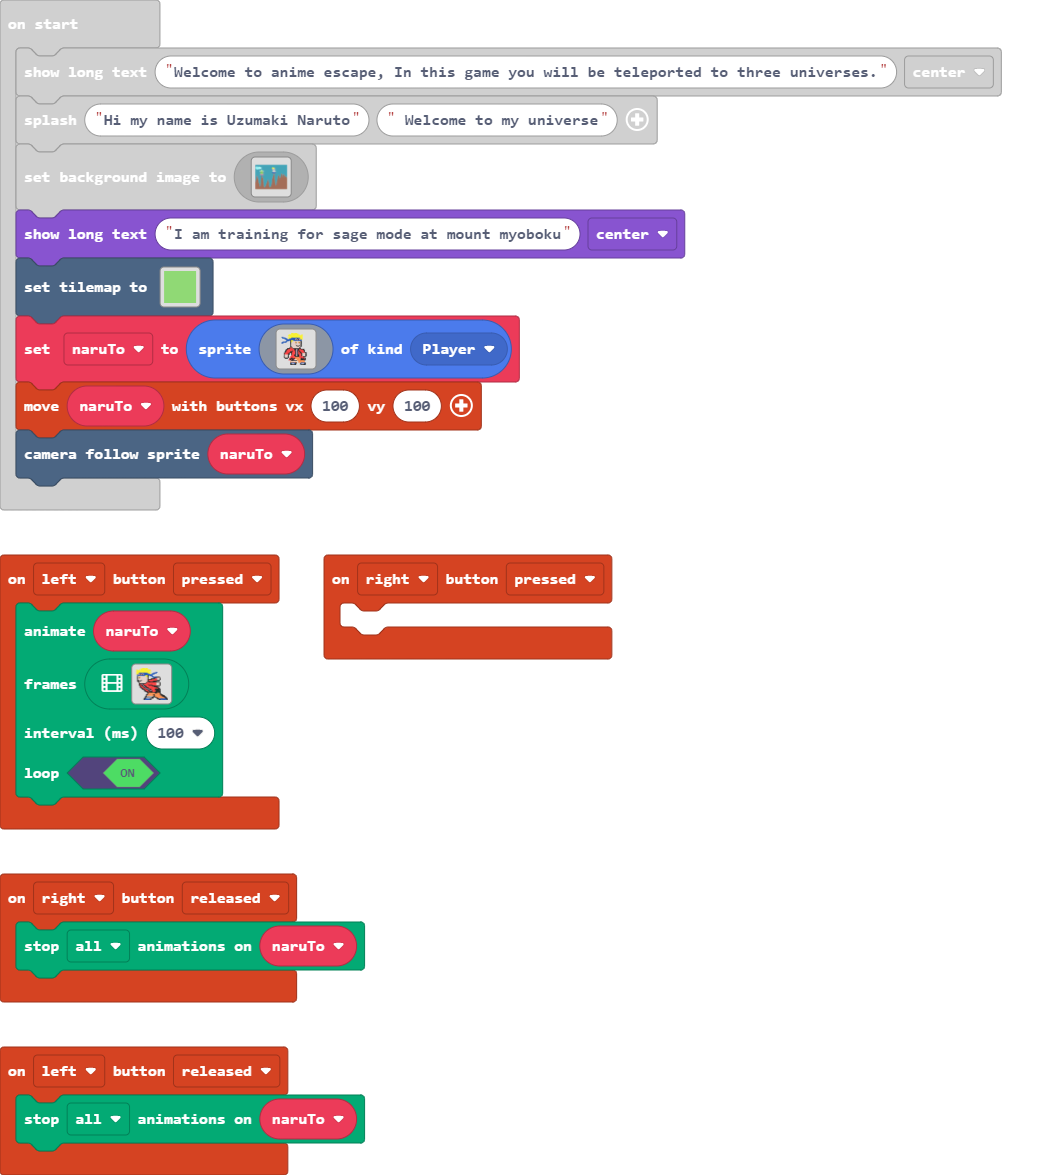 on start
show long text "Welcome to anime escape, In this game you will be teleported to three universes." center
splash "Hi my name is Uzumaki Naruto" " Welcome to my universe"
set background image to
show long text "I am training for sage mode at mount myoboku" center
set tilemap to
set naruTo to sprite of kind Player
move naruTo with buttons vx 100 vy 100
camera follow sprite naruTo
on left button pressed
animate naruTo
frames
interval (ms) 100
loop ON
on right button pressed
on right button released
stop all animations on naruTo
on left button released
stop all animations on naruTo